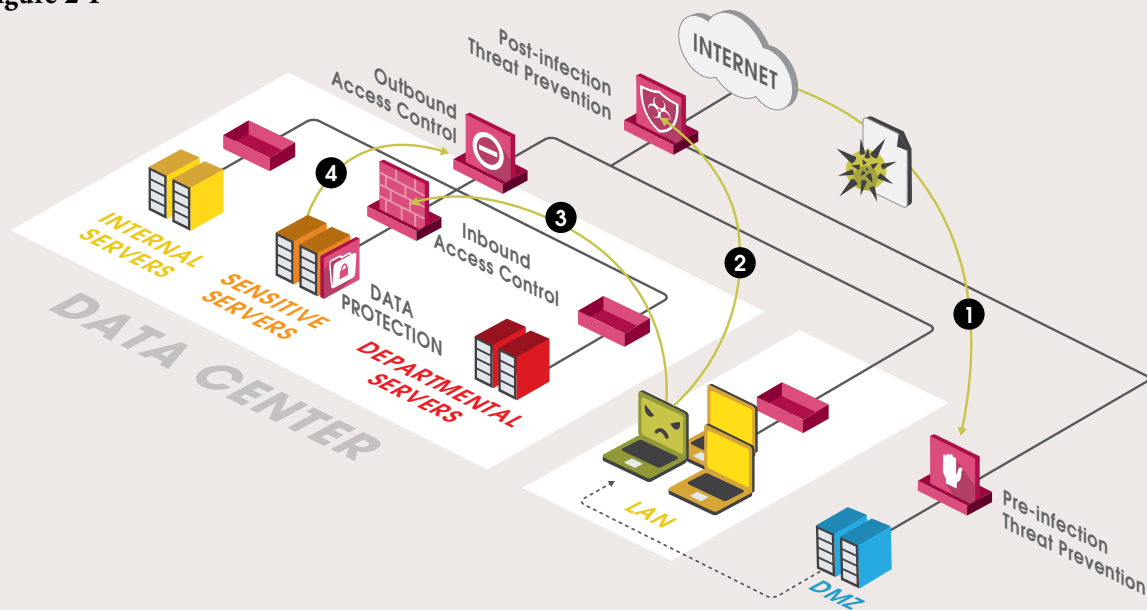 Post-infection
Threat Prevention
INTERNET
Outbound
Access Control
4
3
2
1
INTERNAL
SERVERS
SENSITIVE
SERVERS
Inbound
Access Control
DATA
PROTECTION
DEPARTMENTAL
SERVERS
DATA CENTER
LAN
DMZ
Pre-infection
Threat Prevention